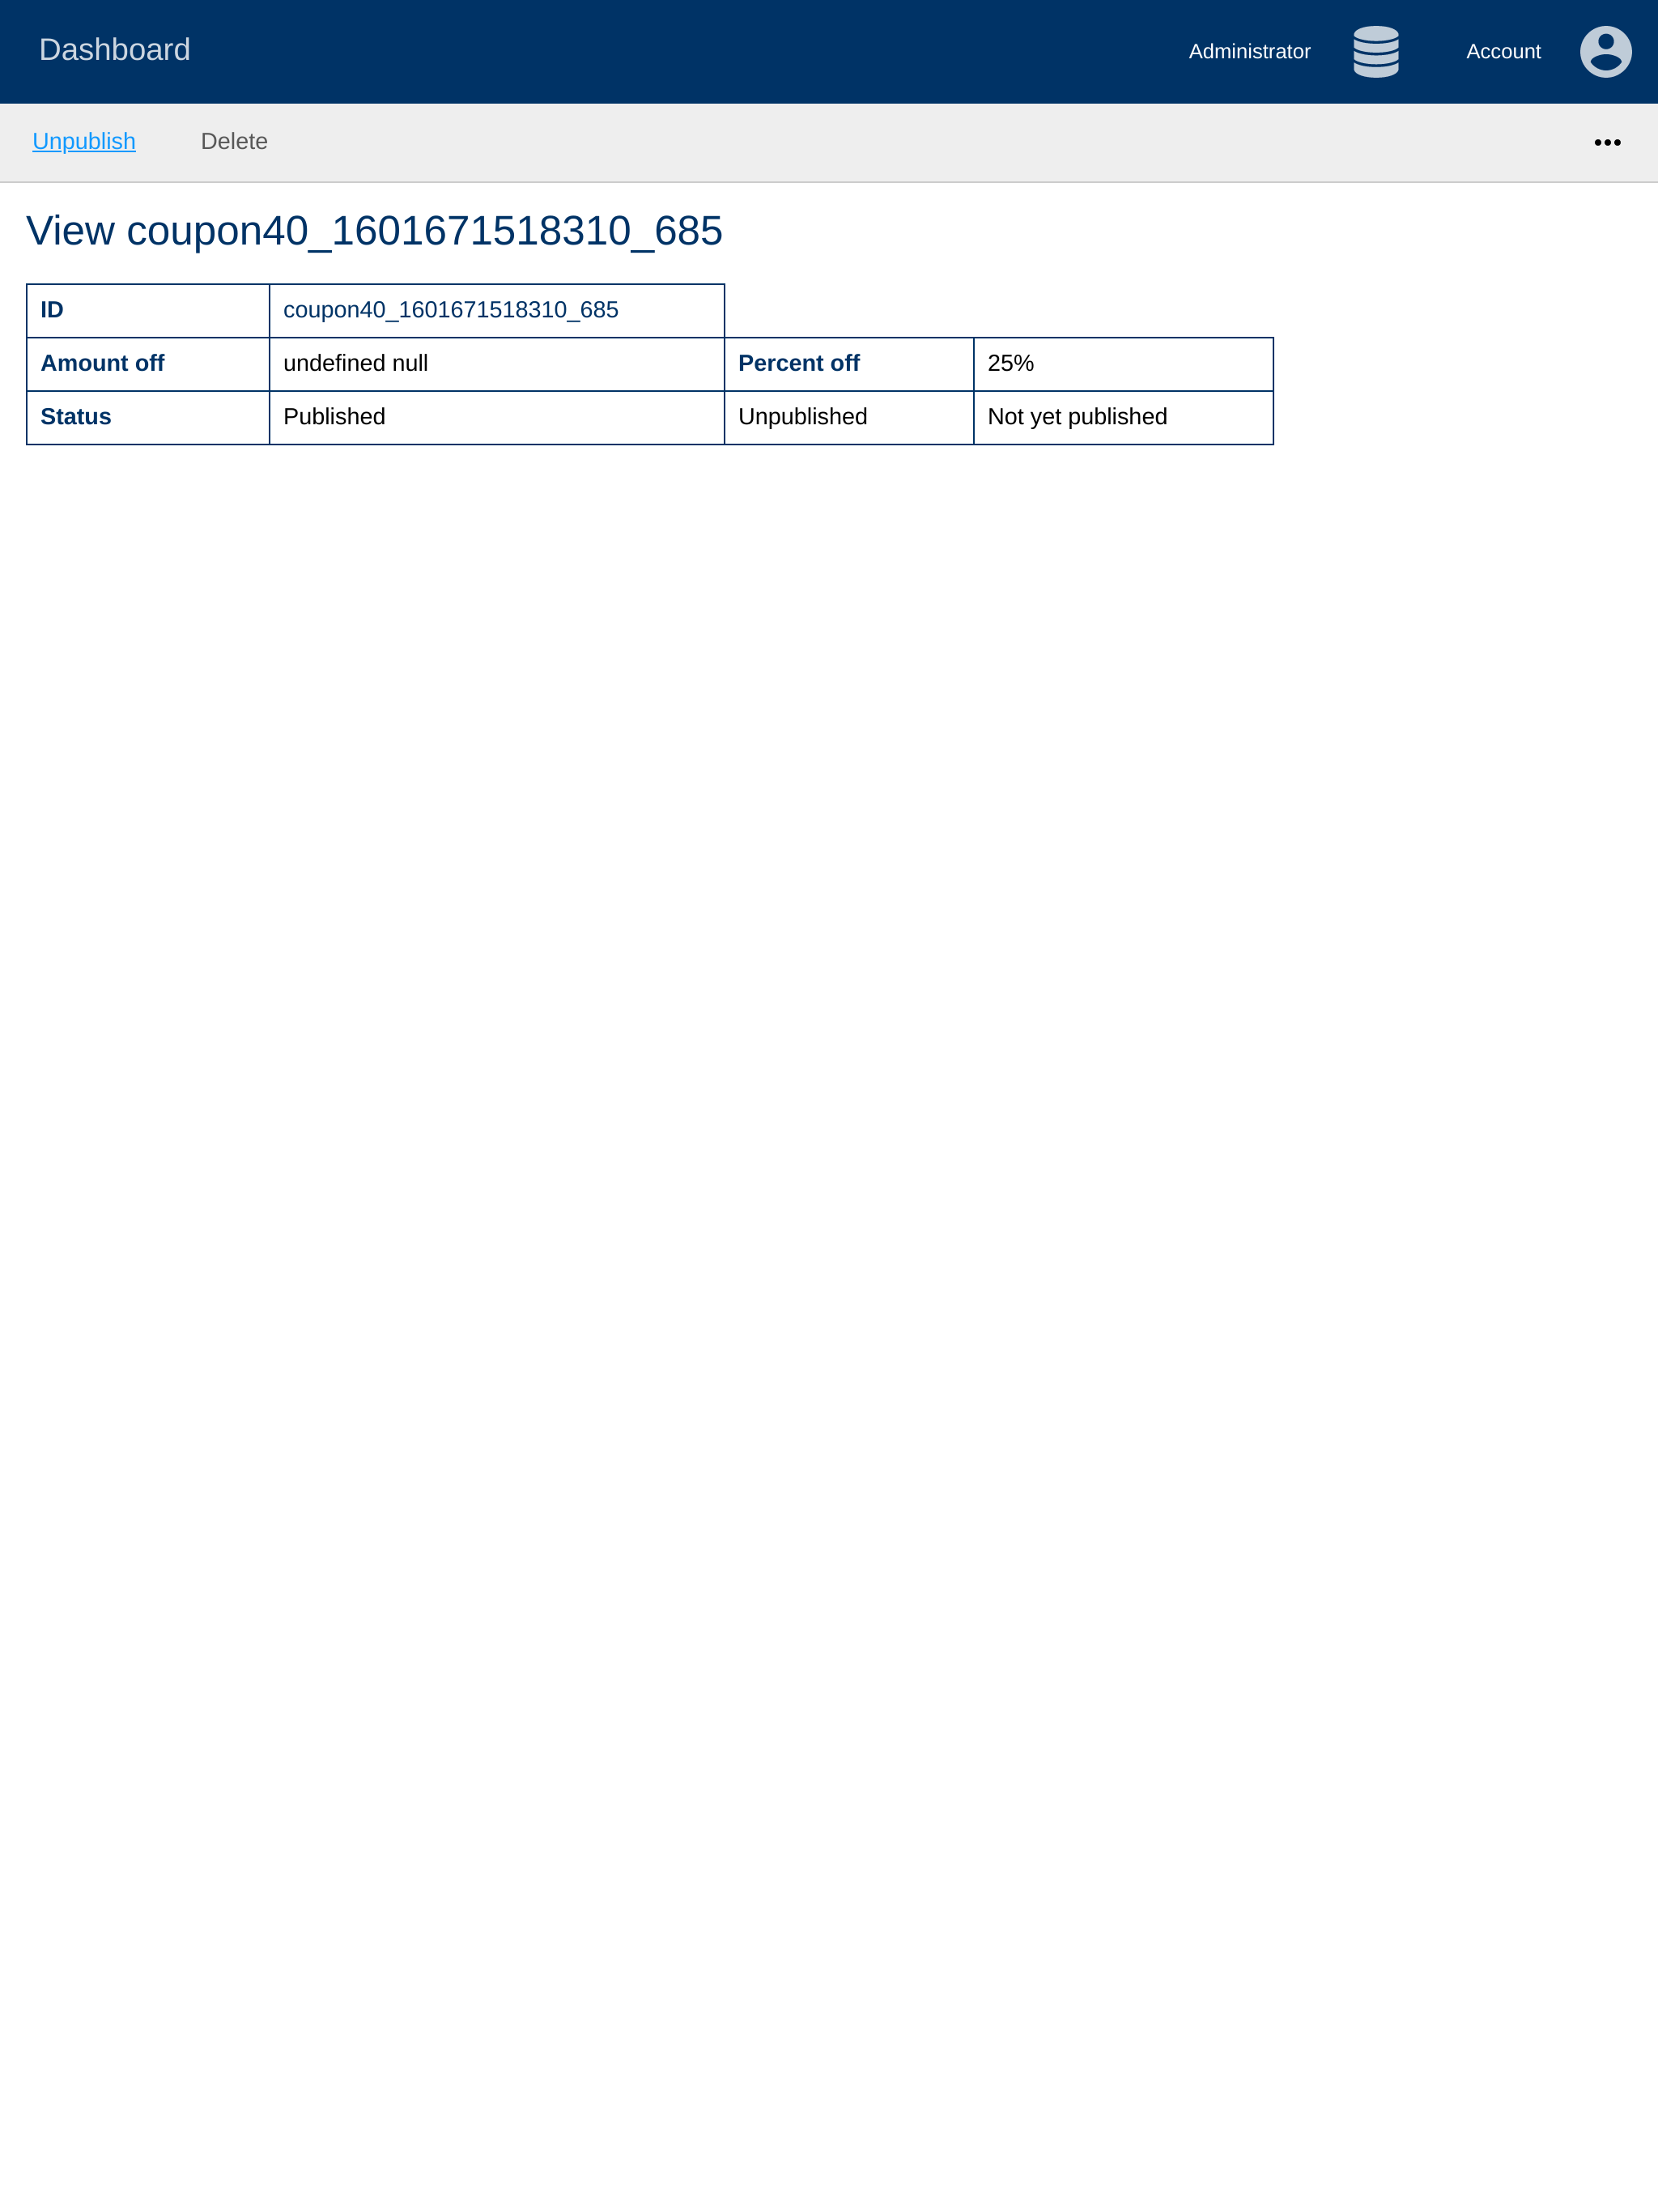 Dashboard Administrator Account
Unpublish Delete
View coupon40_1601671518310_685
ID coupon40_1601671518310_685
Amount off undefined null Percent off 25%
Status Published Unpublished Not yet published